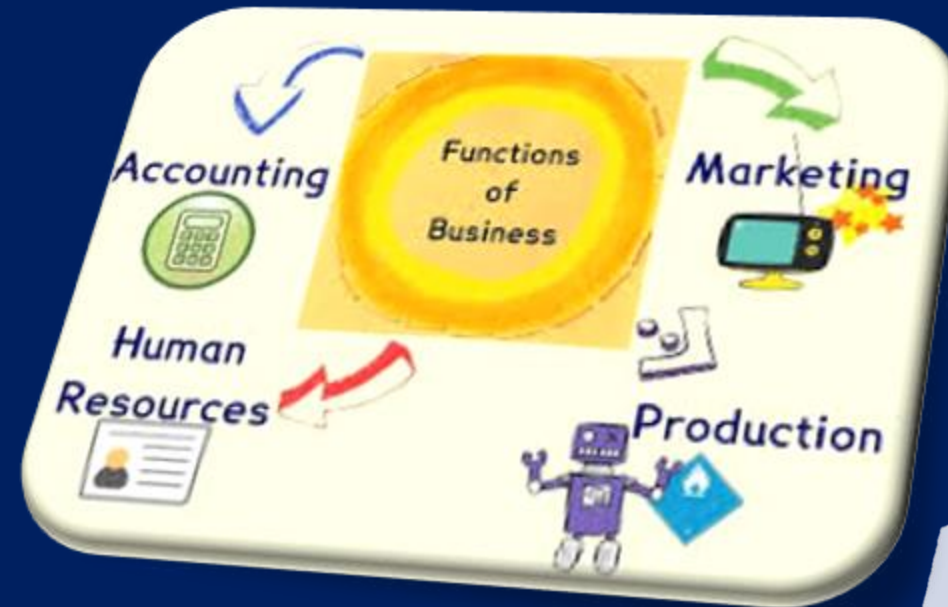 Functions
of
Business
Accounting
Marketing
Human
Resources
Production